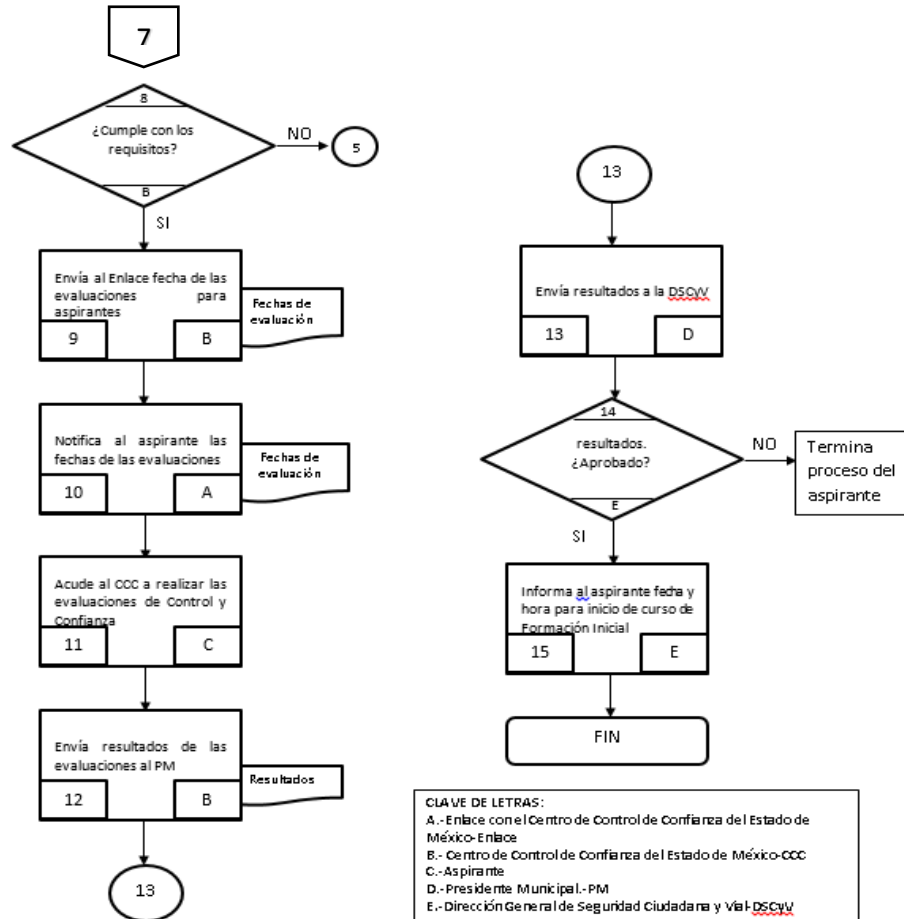 7
8
¿Cumple con los
requisitos?
B
NO
5
SI
Envía al Enlace fecha de las
evaluaciones para
aspirantes
9
B
Fechas de
evaluación
Notifica al aspirante las
fechas de las evaluaciones
10
A
Fechas de
evaluación
Acude al CCC a realizar las
evaluaciones de Control y
Confianza
11
C
Envía resultados de las
evaluaciones al PM
12
B
Resultados
13
13
Envía resultados a la DSCyV
13
D
14
resultados.
¿Aprobado?
E
NO
Termina
proceso del
aspirante
SI
Informa al aspirante fecha y
hora para inicio de curso de
Formación Inicial
15
E
FIN
CLAVE DE LETRAS:
A.-Enlace con el Centro de Control de Confianza del Estado de
México-Enlace
B.- Centro de Control de Confianza del Estado de México-CCC
C.-Aspirante
D.-Presidente Municipal.-PM
E.-Dirección General de Seguridad Ciudadana y Vial-DSCyV